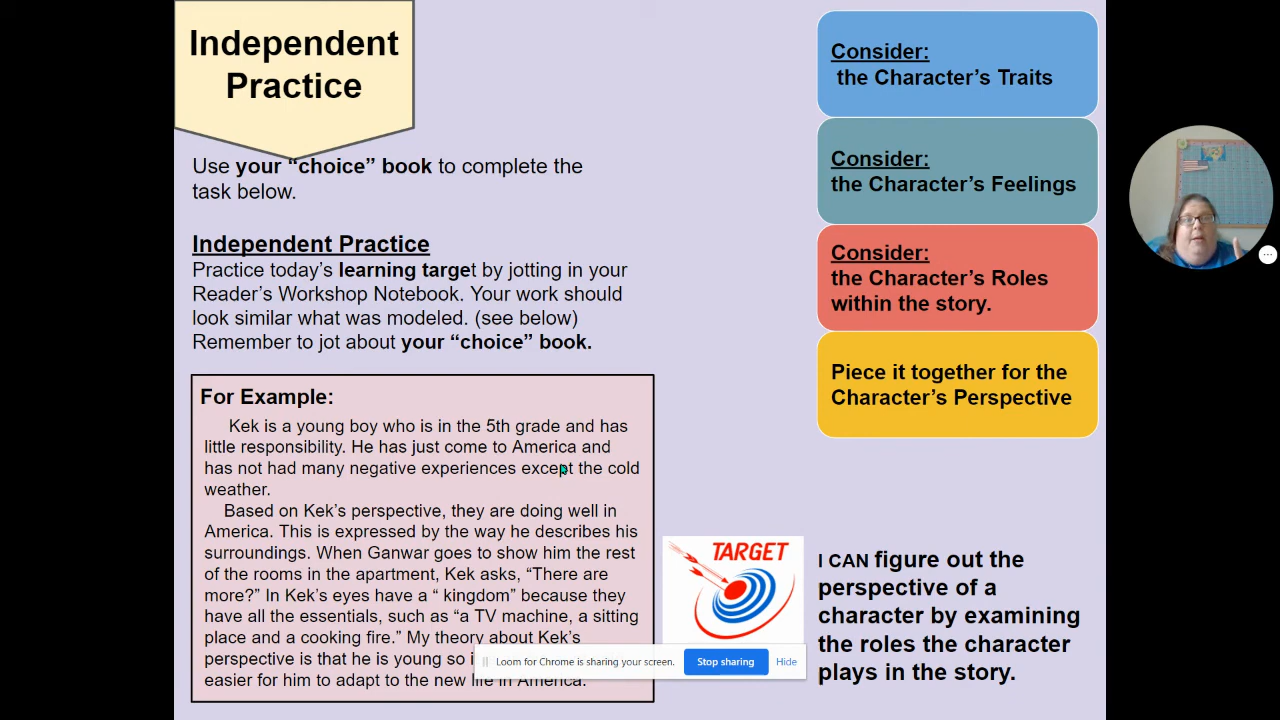 Independent
Practice
Use your “choice” book to complete the
task below.
Independent Practice
Practice today’s learning target by jotting in your
Reader’s Workshop Notebook. Your work should
look similar what was modeled. (see below)
Remember to jot about your “choice” book.
For Example:
Kek is a young boy who is in the 5th grade and has
little responsibility. He has just come to America and
has not had many negative experiences except the cold
weather.
Based on Kek’s perspective, they are doing well in
America. This is expressed by the way he describes his
surroundings. When Ganwar goes to show him the rest
of the rooms in the apartment, Kek asks, “There are
more?” In Kek’s eyes have a “ kingdom” because they
have all the essentials, such as “a TV machine, a sitting
place and a cooking fire.” My theory about Kek’s
perspective is that he is young so
easier for him to adapt to the new life in America.
Consider:
the Character’s Traits
Consider:
the Character’s Feelings
Consider:
the Character’s Roles
within the story.
Piece it together for the
Character’s Perspective
TARGET
I CAN figure out the
perspective of a
character by examining
the roles the character
plays in the story.
Loom for Chrome is sharing your screen.
Stop sharing
Hide